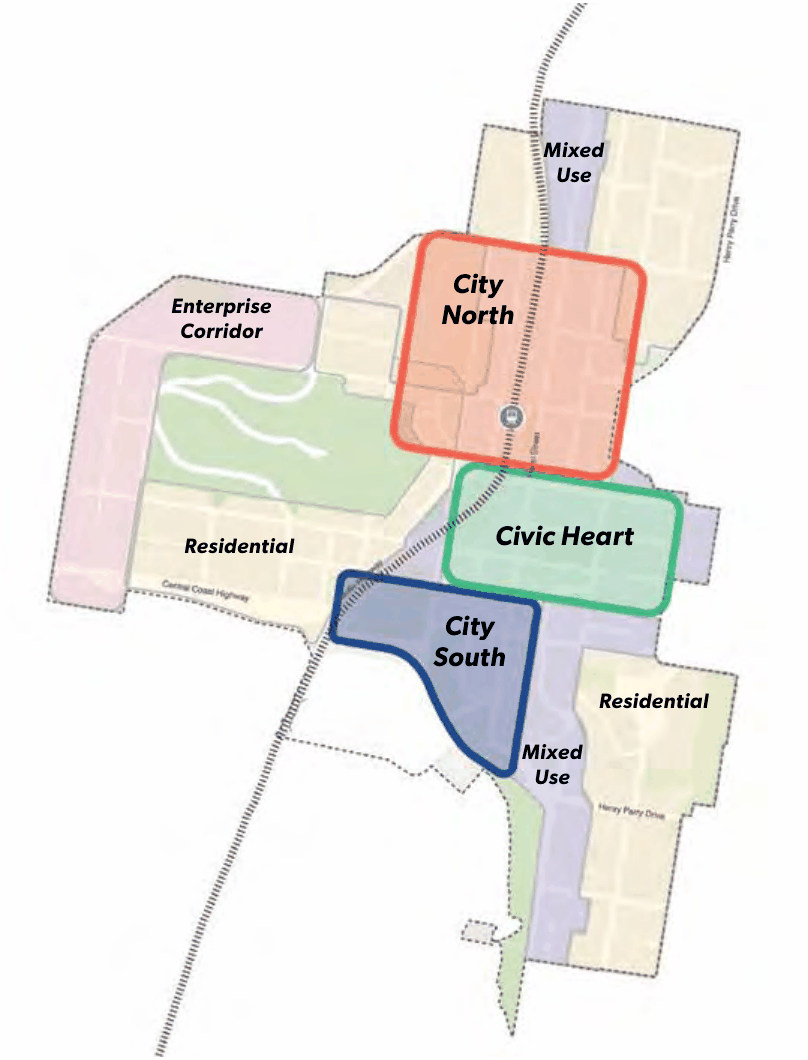 Mixed
Use
Henry Parry Drive
City
North
Enterprise
Corridor
Street
Civic Heart
Residential
Central Coast Highway
City
South
Residential
Mixed
Use
Henry Parry Drive